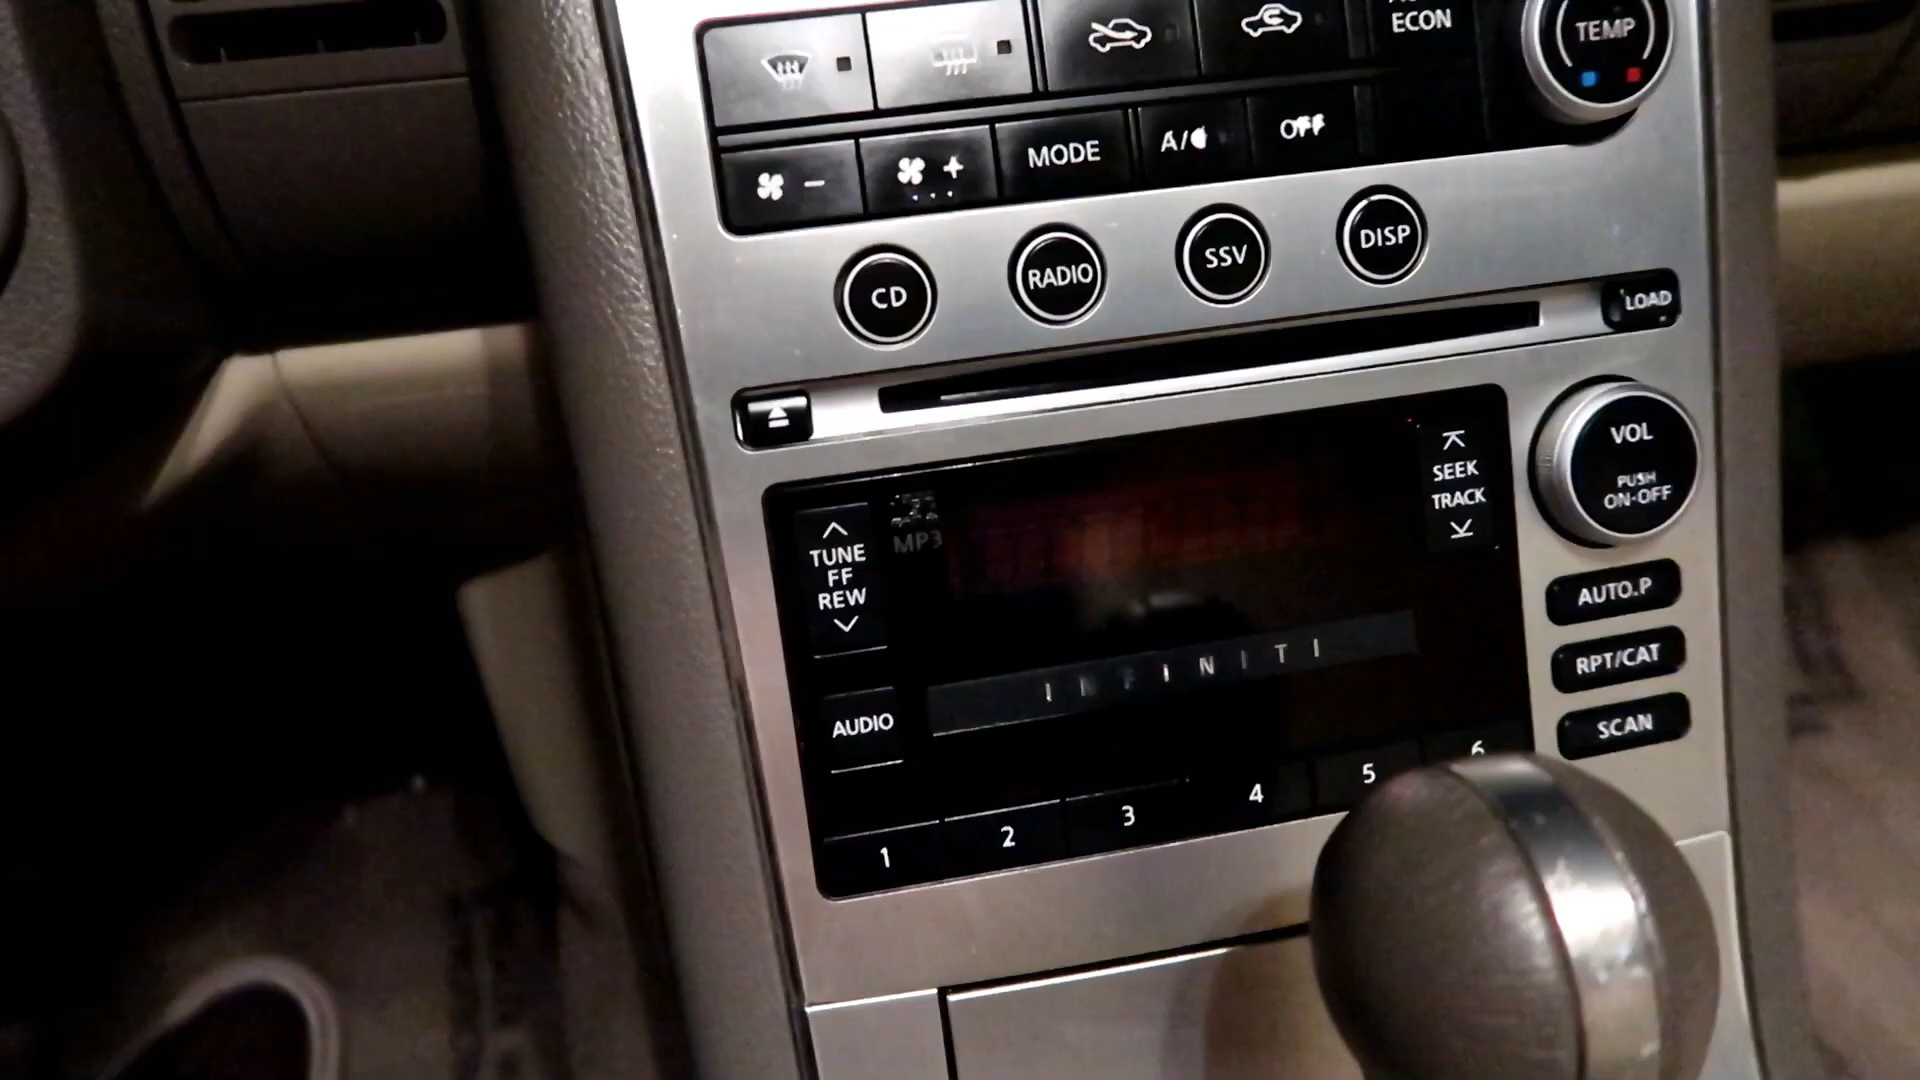 ECON
TEMP
MODE
A/
OFF
CD
RADIO
SSV
DISP
LOAD
VOL
PUSH
ON·OFF
SEEK
TRACK
TUNE
FF
REW
MP3
AUTO.P
RPT/CAT
SCAN
INFINITI
AUDIO
1 2 3 4 5 6